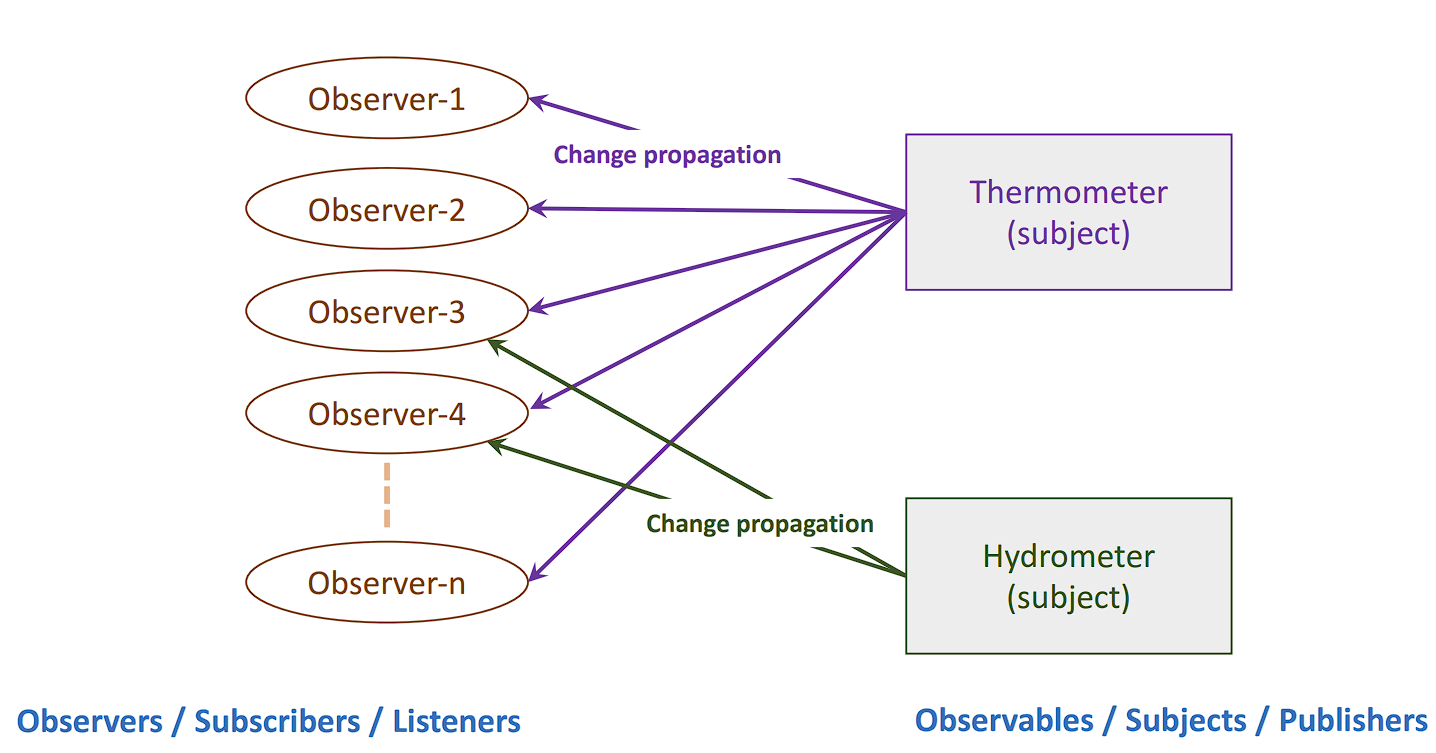 Observer-1
Change propagation
Observer-2
Thermometer
(subject)
Observer-3
Observer-4
Change propagation
Observer-n
Hydrometer
(subject)
Observers / Subscribers / Listeners
Observables / Subjects / Publishers